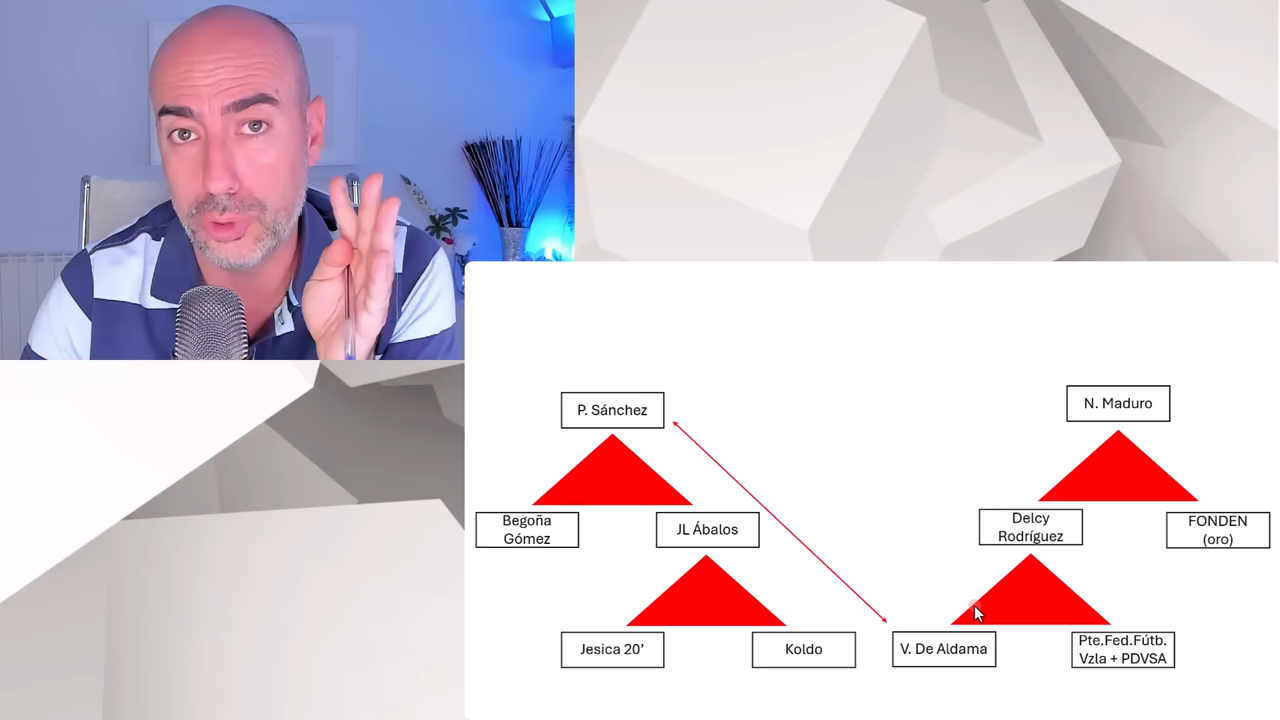 P. Sánchez
N. Maduro
Begoña
Gómez
JL Ábalos
Delcy
Rodríguez
FONDEN
(oro)
Jesica 20’
Koldo
V. De Aldama
Pte.Fed.Fútb.
Vzla + PDVSA